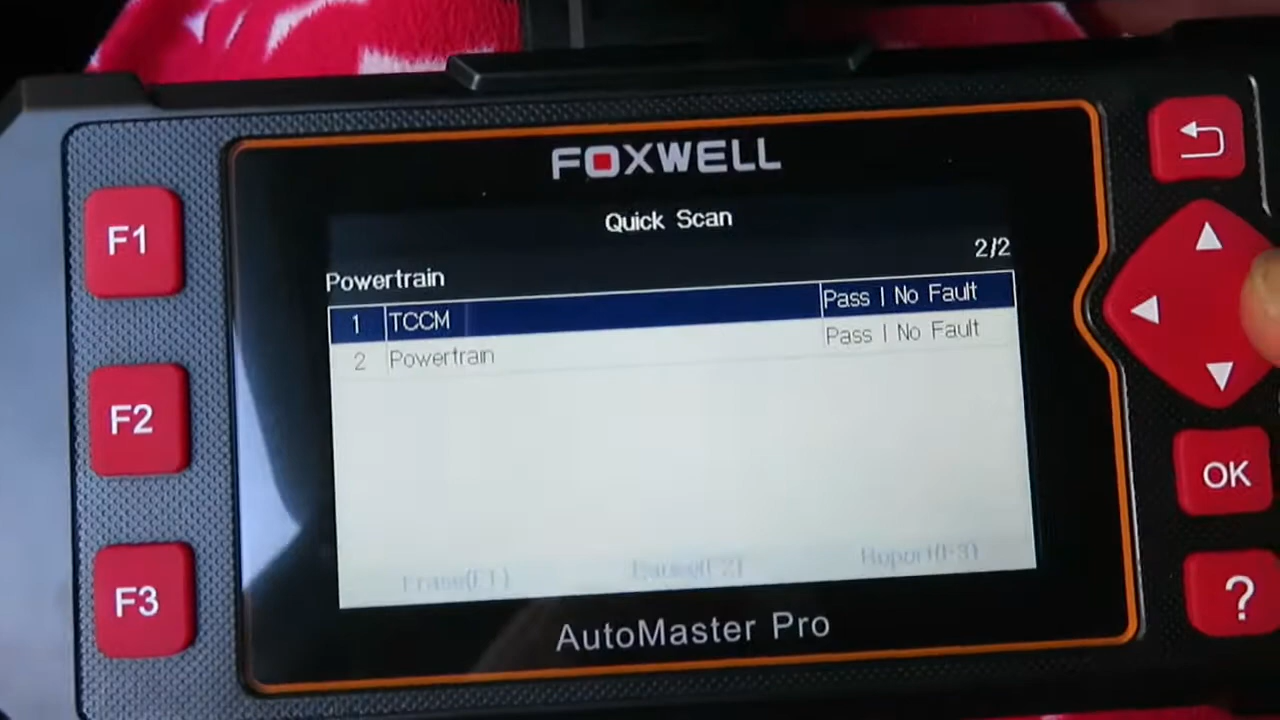 FOXWELL
Quick Scan
2/2
Powertrain
1 TCCM Pass | No Fault
2 Powertrain Pass | No Fault
Erase(F1) Pause(F2) Report(F3)
AutoMaster Pro
F1
F2
F3
OK
?